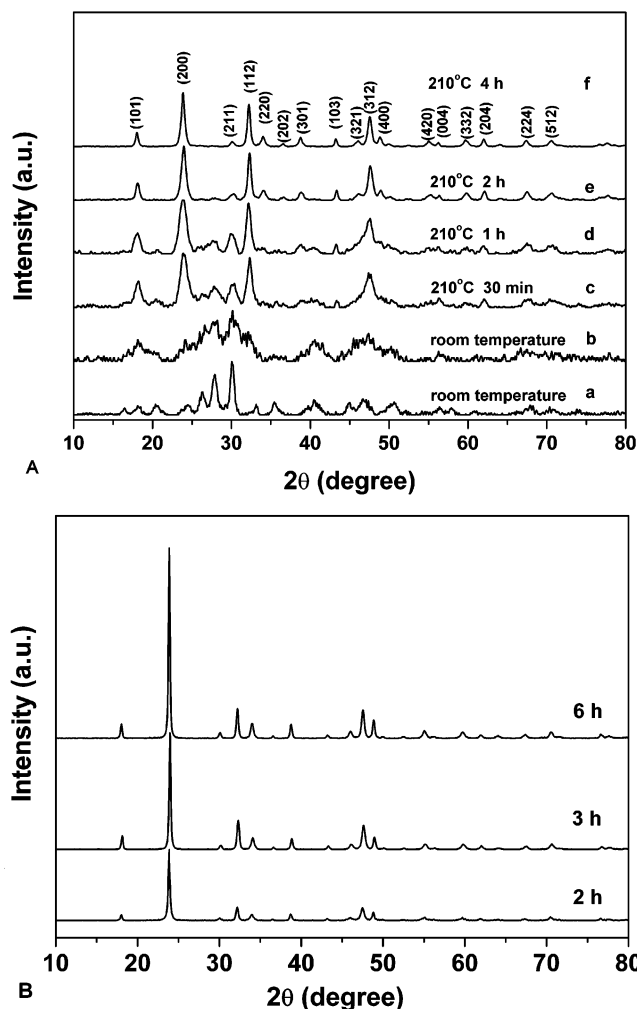 (101)
(200)
(211)
(112)
(220)
(202)
(301)
(103)
(321)
(312)
(400)
(420)
(004)
(332)
(204)
(224)
(512)
210°C 4 h f
210°C 2 h e
210°C 1 h d
210°C 30 min c
room temperature b
room temperature a
Intensity (a.u.)
10 20 30 40 50 60 70 80
2θ (degree)
A
6 h
3 h
2 h
Intensity (a.u.)
10 20 30 40 50 60 70 80
2θ (degree)
B